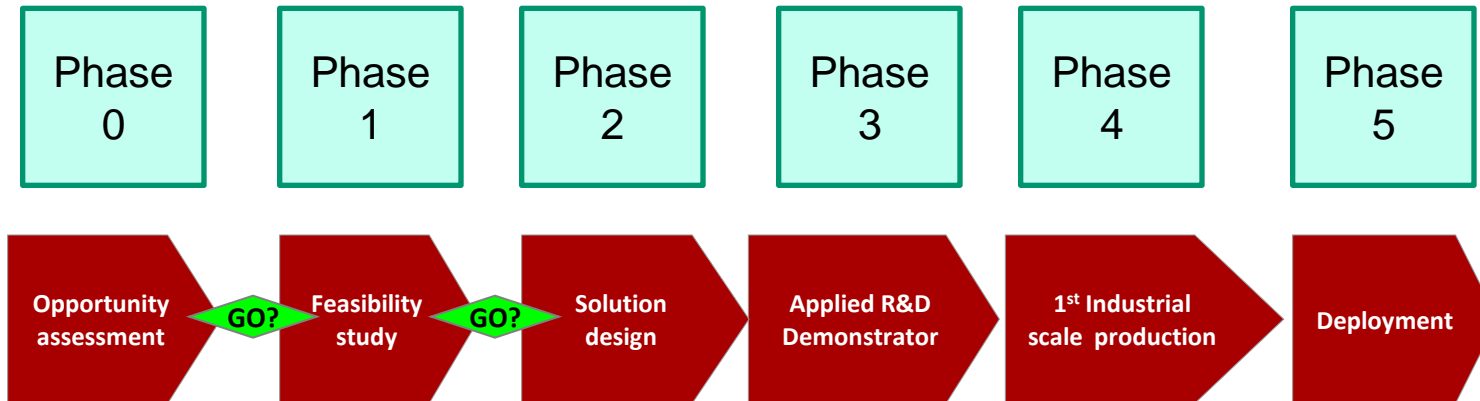 Phase
0
Phase
1
Phase
2
Phase
3
Phase
4
Phase
5
Opportunity
assessment
GO?
Feasibility
study
GO?
Solution
design
Applied R&D
Demonstrator
1st Industrial
scale production
Deployment